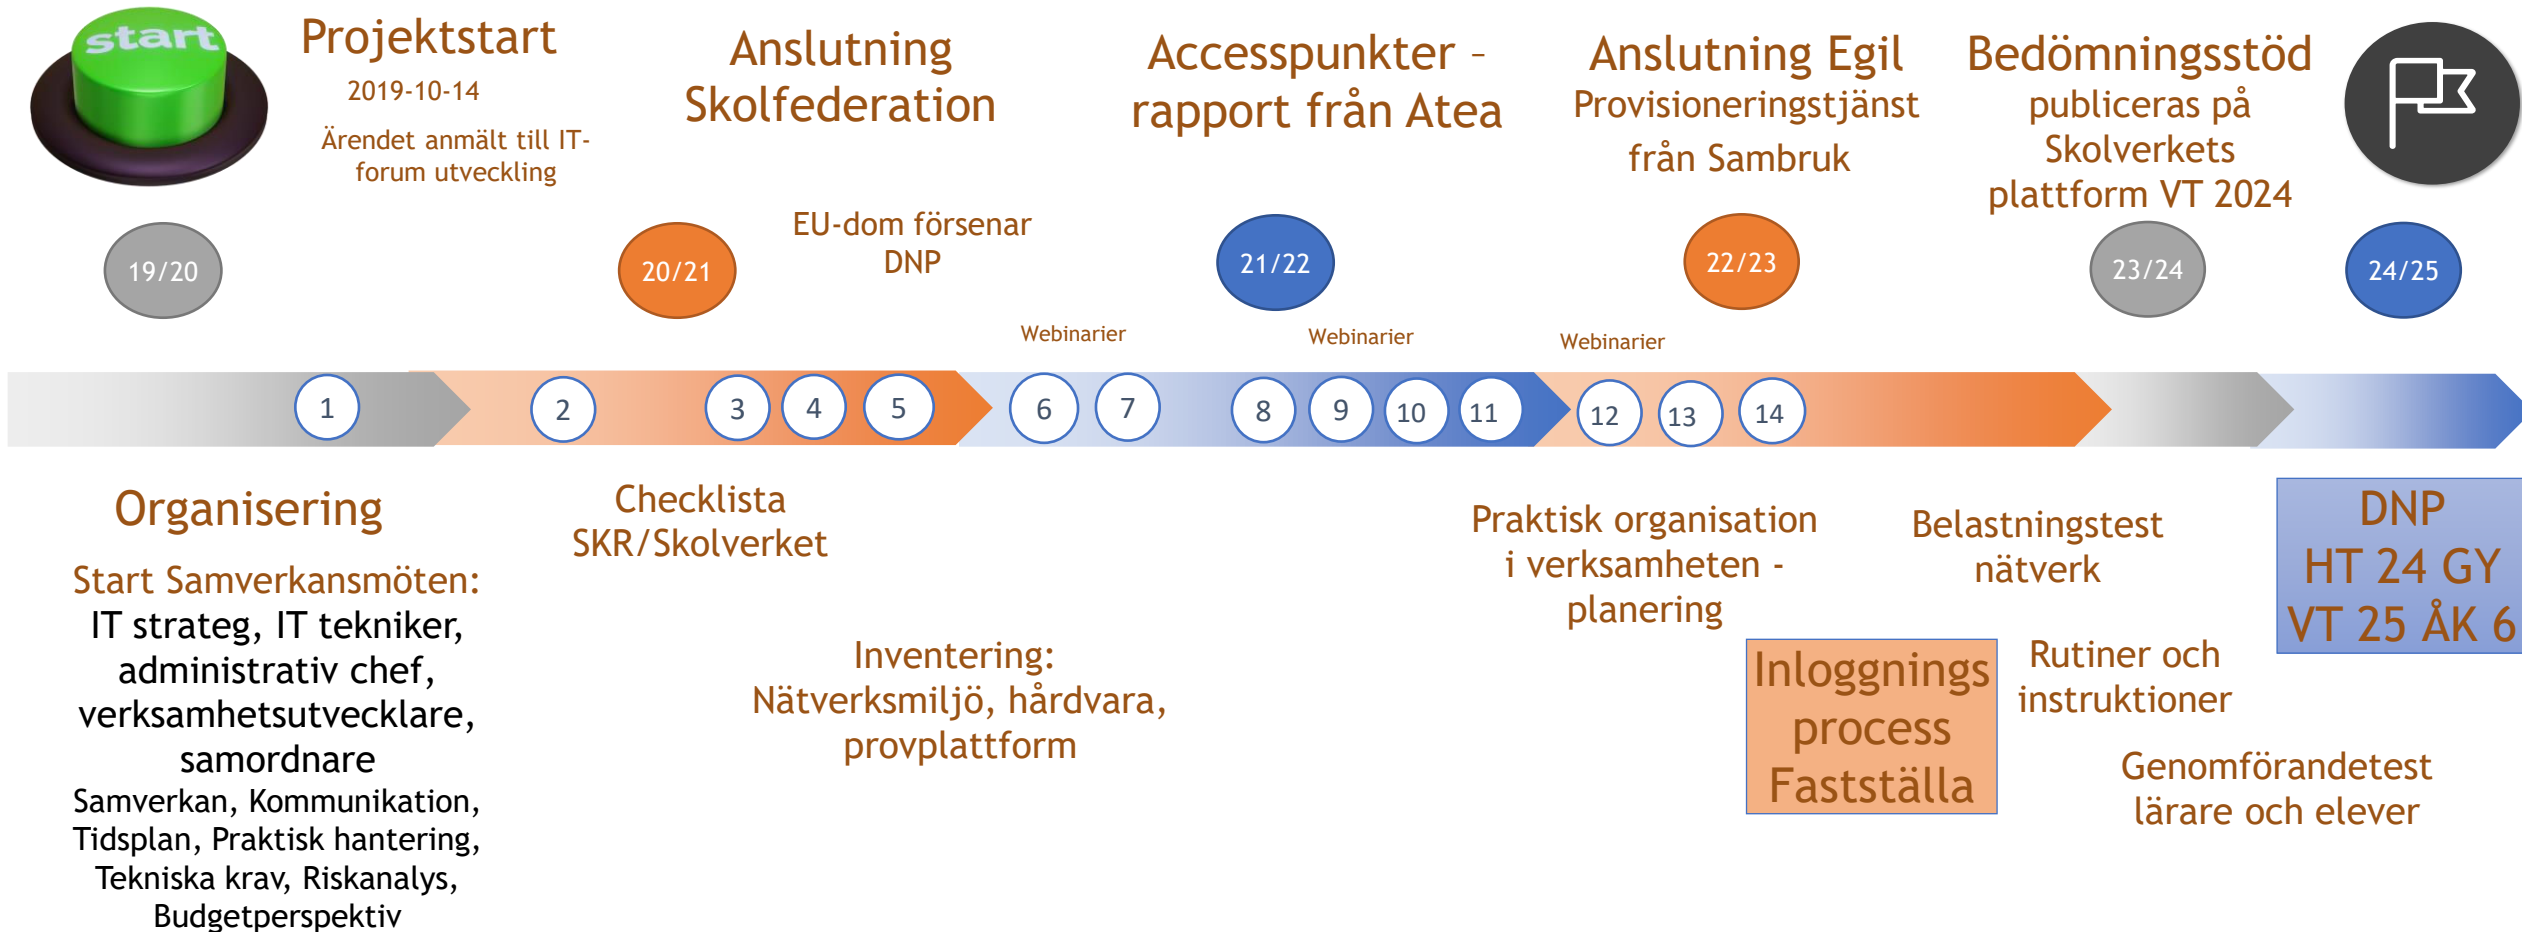 start
Projektstart
2019-10-14
Ärendet anmält till IT-
forum utveckling
Anslutning
Skolfederation
Accesspunkter –
rapport från Atea
Anslutning Egil
Provisioneringstjänst
från Sambruk
Bedömningsstöd
publiceras på
Skolverkets
plattform VT 2024
19/20
20/21
EU-dom försenar
DNP
21/22
22/23
23/24
24/25
Webinarier
Webinarier
Webinarier
1
2
3
4
5
6
7
8
9
10
11
12
13
14
Organisering
Start Samverkansmöten:
IT strateg, IT tekniker,
administrativ chef,
verksamhetsutvecklare,
samordnare
Samverkan, Kommunikation,
Tidsplan, Praktisk hantering,
Tekniska krav, Riskanalys,
Budgetperspektiv
Checklista
SKR/Skolverket
Inventering:
Nätverksmiljö, hårdvara,
provplattform
Praktisk organisation
i verksamheten -
planering
Inloggnings
process
Fastställa
Belastningstest
nätverk
Rutiner och
instruktioner
Genomförandetest
lärare och elever
DNP
HT 24 GY
VT 25 ÅK 6